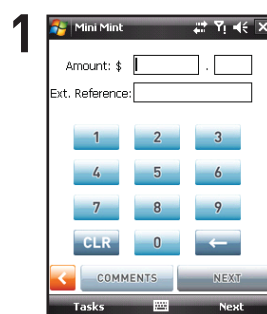 1
Mini Mint
Amount: $ .
Ext. Reference:
1 2 3
4 5 6
7 8 9
CLR 0 ←
< COMMENTS NEXT
Tasks Next